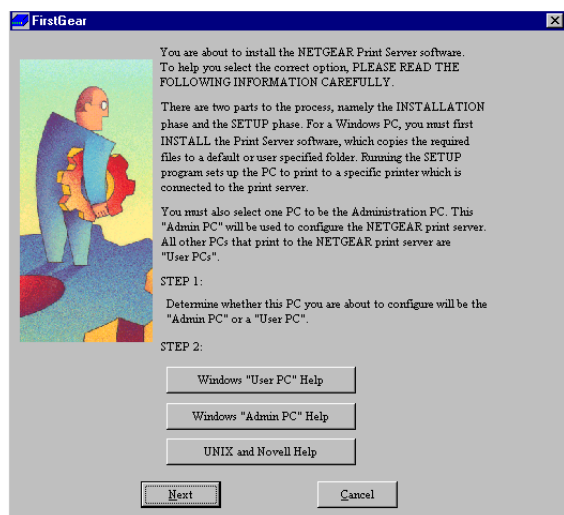 FirstGear
You are about to install the NETGEAR Print Server software.
To help you select the correct option, PLEASE READ THE
FOLLOWING INFORMATION CAREFULLY.
There are two parts to the process, namely the INSTALLATION
phase and the SETUP phase. For a Windows PC, you must first
INSTALL the Print Server software, which copies the required
files to a default or user specified folder. Running the SETUP
program sets up the PC to print to a specific printer which is
connected to the print server.
You must also select one PC to be the Administration PC. This
"Admin PC" will be used to configure the NETGEAR print server.
All other PCs that print to the NETGEAR print server are
"User PCs".
STEP 1:
Determine whether this PC you are about to configure will be the
"Admin PC" or a "User PC".
STEP 2:
Windows "User PC" Help
Windows "Admin PC" Help
UNIX and Novell Help
Next
Cancel